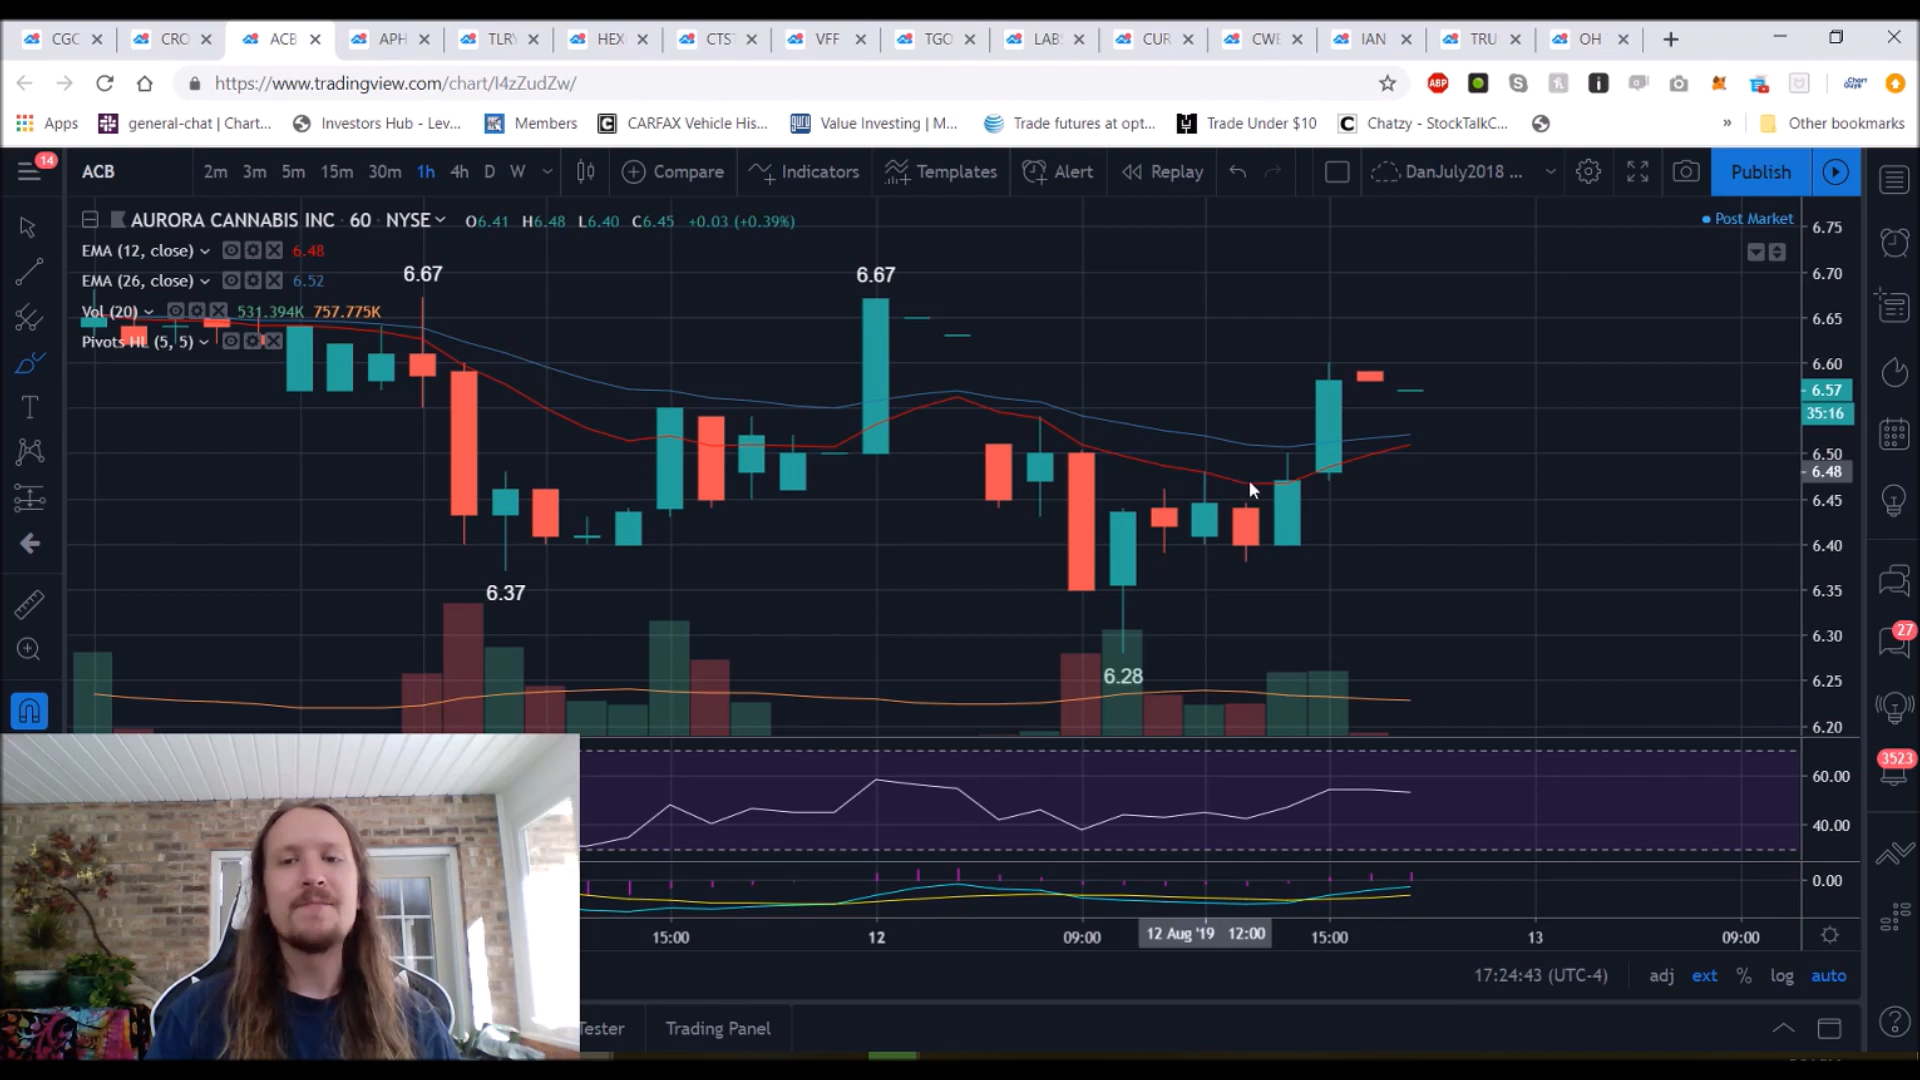 CGC CRO ACB APH TLRY HEX CTST VFF TGO LAB CUR CWE IAN TRU OH
https://www.tradingview.com/chart/I4zZudZw/
ABP
Apps general-chat | Chart... Investors Hub - Lev... Members CARFAX Vehicle His... Value Investing | M... Trade futures at opt... Trade Under $10 Chatzy - StockTalkC... » Other bookmarks
14 ACB 2m 3m 5m 15m 30m 1h 4h D W Compare Indicators Templates Alert Replay DanJuly2018 ... Publish
AURORA CANNABIS INC 60 NYSE O6.41 H6.48 L6.40 C6.45 +0.03 (+0.39%)
Post Market
EMA (12, close) 6.48
EMA (26, close) 6.52
Vol (20) 531.394K 757.775K
Pivots HL (5, 5)
6.67
6.67
6.37
6.28
6.75
6.70
6.65
6.60
6.57
35:16
6.50
6.48
6.45
6.40
6.35
6.30
6.25
6.20
60.00
40.00
0.00
27
3523
15:00 12 09:00 12 Aug '19 12:00 15:00 13 09:00
17:24:43 (UTC-4) adj ext % log auto
Tester Trading Panel